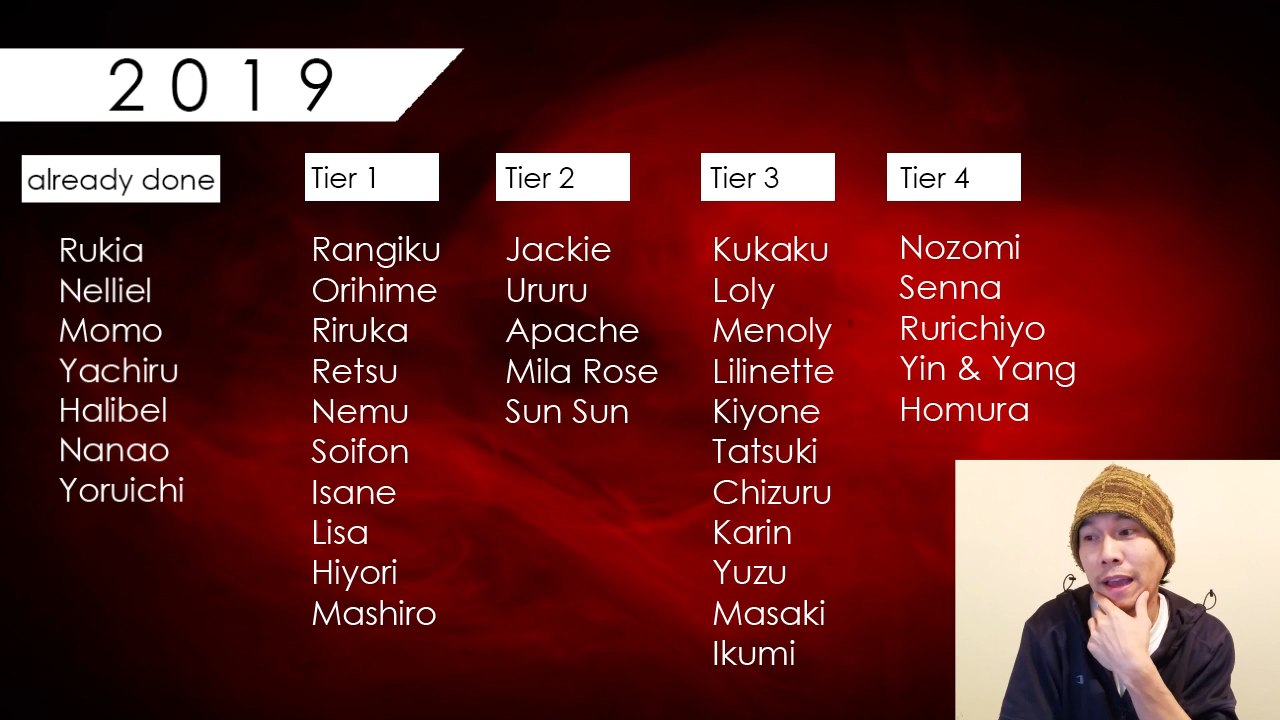 2019
already done
Rukia
Nelliel
Momo
Yachiru
Halibel
Nanao
Yoruichi
Tier 1
Rangiku
Orihime
Riruka
Retsu
Nemu
Soifon
Isane
Lisa
Hiyori
Mashiro
Tier 2
Jackie
Ururu
Apache
Mila Rose
Sun Sun
Tier 3
Kukaku
Loly
Menoly
Lilinette
Kiyone
Tatsuki
Chizuru
Karin
Yuzu
Masaki
Ikumi
Tier 4
Nozomi
Senna
Rurichiyo
Yin & Yang
Homura